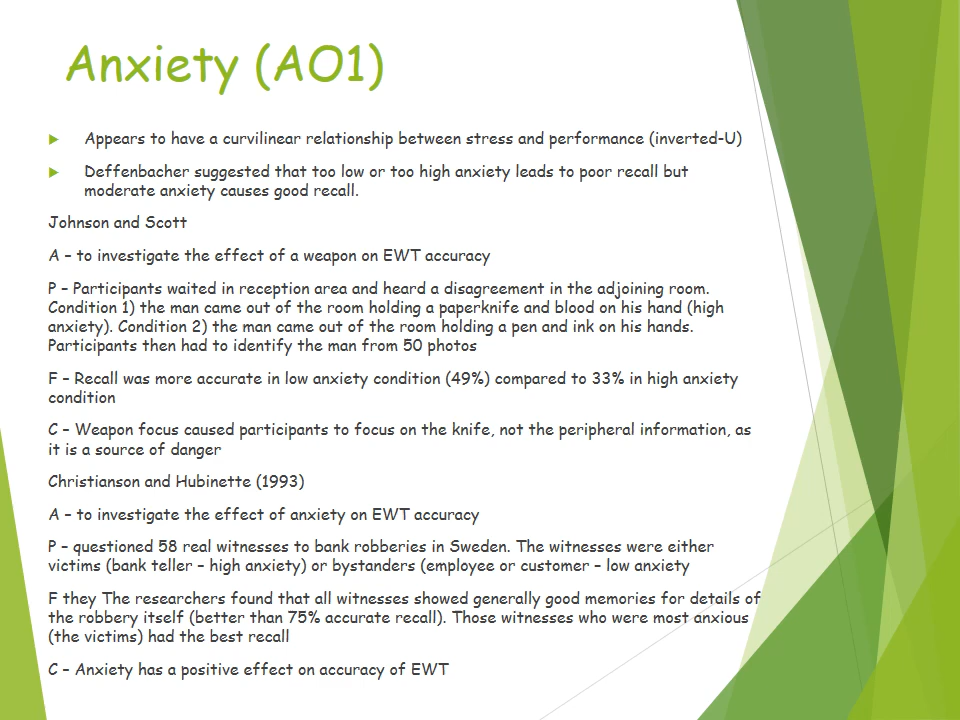 Anxiety (AO1)
Appears to have a curvilinear relationship between stress and performance (inverted-U)
Deffenbacher suggested that too low or too high anxiety leads to poor recall but
moderate anxiety causes good recall.
Johnson and Scott
A – to investigate the effect of a weapon on EWT accuracy
P – Participants waited in reception area and heard a disagreement in the adjoining room.
Condition 1) the man came out of the room holding a paperknife and blood on his hand (high
anxiety). Condition 2) the man came out of the room holding a pen and ink on his hands.
Participants then had to identify the man from 50 photos
F – Recall was more accurate in low anxiety condition (49%) compared to 33% in high anxiety
condition
C – Weapon focus caused participants to focus on the knife, not the peripheral information, as
it is a source of danger
Christianson and Hubinette (1993)
A – to investigate the effect of anxiety on EWT accuracy
P – questioned 58 real witnesses to bank robberies in Sweden. The witnesses were either
victims (bank teller – high anxiety) or bystanders (employee or customer – low anxiety
F they The researchers found that all witnesses showed generally good memories for details of
the robbery itself (better than 75% accurate recall). Those witnesses who were most anxious
(the victims) had the best recall
C – Anxiety has a positive effect on accuracy of EWT